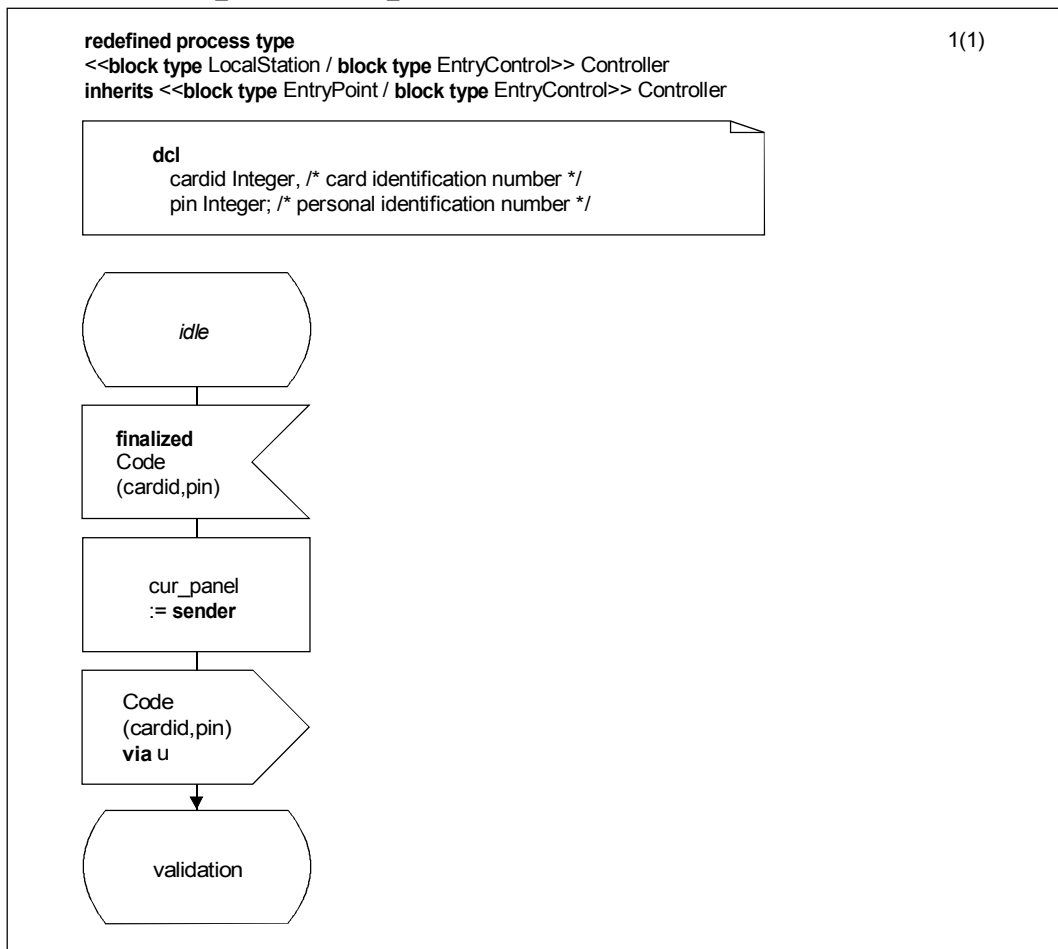 redefined process type
1(1)
<<block type LocalStation / block type EntryControl>> Controller
inherits <<block type EntryPoint / block type EntryControl>> Controller
dcl
cardid Integer, /* card identification number */
pin Integer; /* personal identification number */
idle
finalized
Code
(cardid,pin)
cur_panel
:= sender
Code
(cardid,pin)
via u
validation